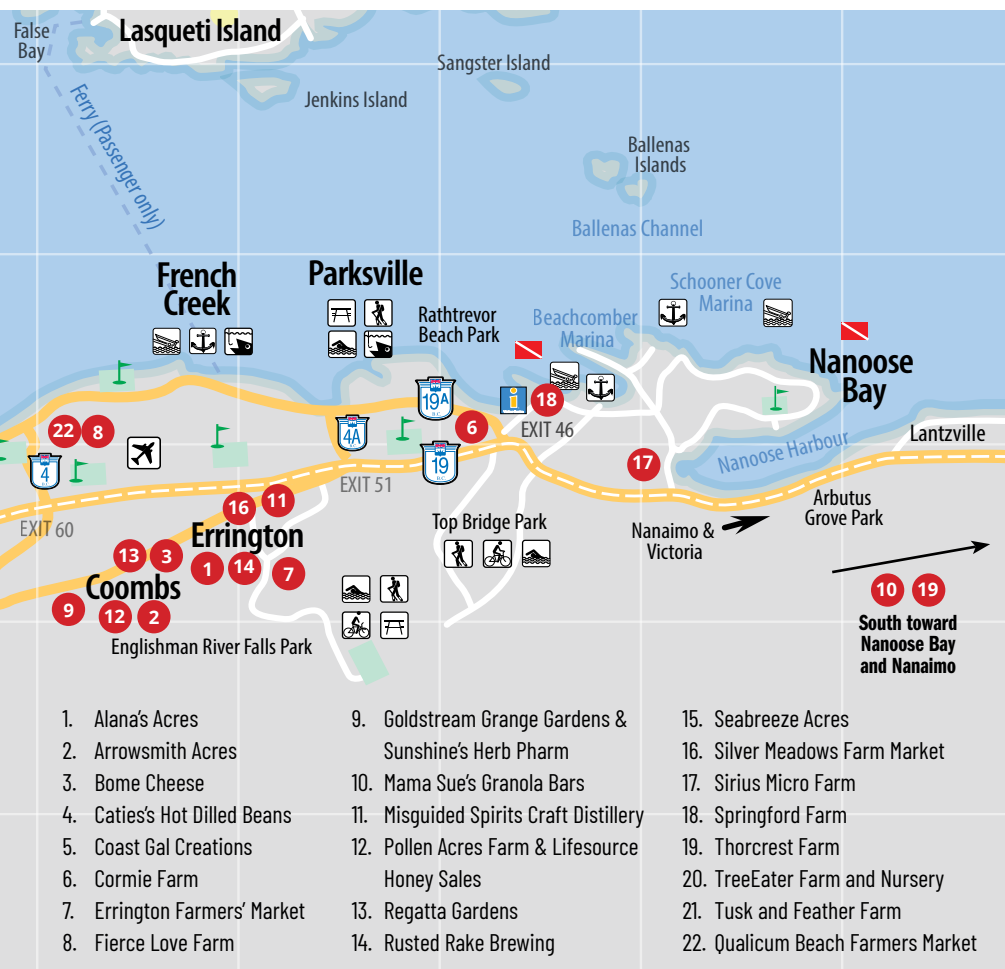 False
Bay
Lasqueti Island
Sangster Island
Jenkins Island
Ferry (Passenger only)
Ballenas
Islands
Ballenas Channel
French
Creek
Parksville
Rathtrevor
Beach Park
Beachcomber
Marina
Schooner Cove
Marina
Nanoose
Bay
19A
B.C.
i
18
EXIT 46
22
8
4A
6
19
B.C.
4
17
Nanoose Harbour
Lantzville
EXIT 51
EXIT 60
16
11
Errington
Top Bridge Park
Nanaimo &
Victoria
Arbutus
Grove Park
13
3
1
14
7
Coombs
9
12
2
10
19
Englishman River Falls Park
South toward
Nanoose Bay
and Nanaimo
1. Alana's Acres
2. Arrowsmith Acres
3. Bome Cheese
4. Caties's Hot Dilled Beans
5. Coast Gal Creations
6. Cormie Farm
7. Errington Farmers' Market
8. Fierce Love Farm
9. Goldstream Grange Gardens &
Sunshine's Herb Pharm
10. Mama Sue's Granola Bars
11. Misguided Spirits Craft Distillery
12. Pollen Acres Farm & Lifesource
Honey Sales
13. Regatta Gardens
14. Rusted Rake Brewing
15. Seabreeze Acres
16. Silver Meadows Farm Market
17. Sirius Micro Farm
18. Springford Farm
19. Thorcrest Farm
20. TreeEater Farm and Nursery
21. Tusk and Feather Farm
22. Qualicum Beach Farmers Market